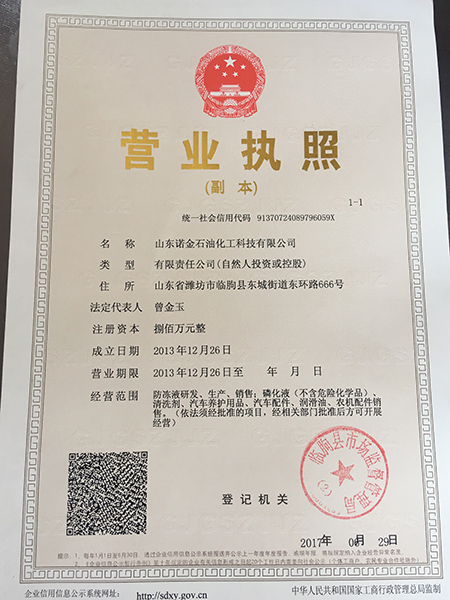 营业执照
(副 本)
1-1
统一社会信用代码 91370724089796059X
名 称 山东诺金石油化工科技有限公司
类 型 有限责任公司(自然人投资或控股)
住 所 山东省潍坊市临朐县东城街道东环路666号
法定代表人 曾金玉
注册资本 捌佰万元整
成立日期 2013年12月26日
营业期限 2013年12月26日至 年 月 日
经营范围 防冻液研发、生产、销售;磷化液(不含危险化学品)、
清洗剂、汽车养护用品、汽车配件、润滑油、农机配件销
售。(依法须经批准的项目,经相关部门批准后方可开展
经营)
临朐县市场监督管理局
(2)
登记机关
2017年 0 月 29日
企业信用信息公示系统网址: http://sdxy.gov.cn
中华人民共和国国家工商行政管理总局监制